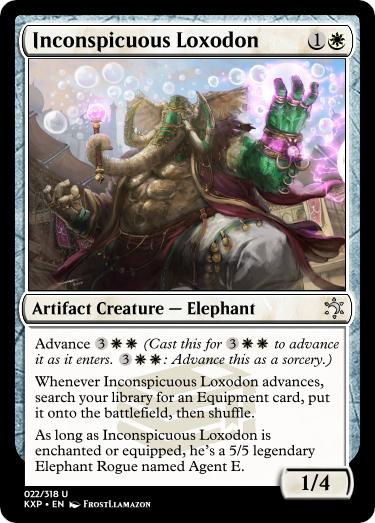 Inconspicuous Loxodon 1
Artifact Creature — Elephant
Advance 3 (Cast this for 3 to advance
it as it enters. 3: Advance this as a sorcery.)
Whenever Inconspicuous Loxodon advances,
search your library for an Equipment card, put
it onto the battlefield, then shuffle.
As long as Inconspicuous Loxodon is
enchanted or equipped, he's a 5/5 legendary
Elephant Rogue named Agent E.
1/4
022/318 U
KXP • EN FrostLlamazon